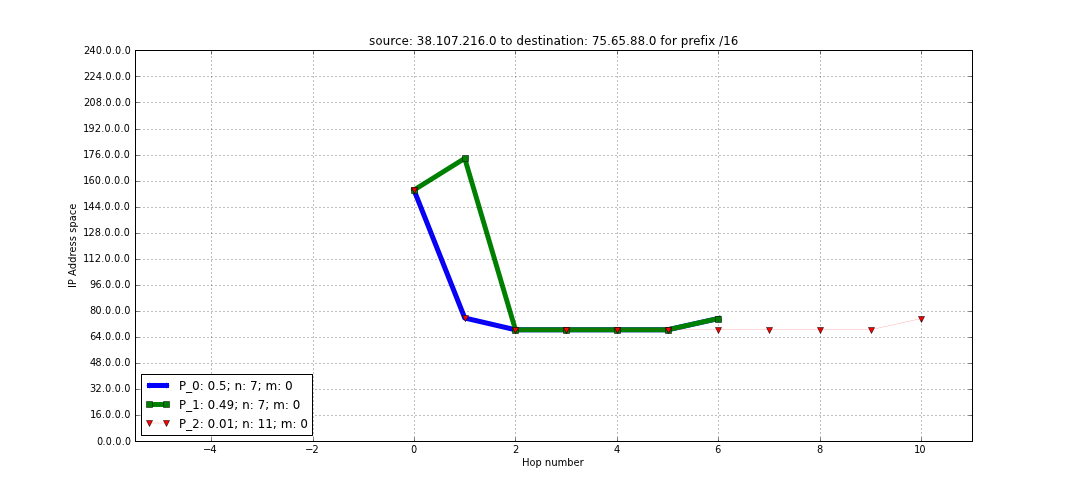 source: 38.107.216.0 to destination: 75.65.88.0 for prefix /16
240.0.0.0
224.0.0.0
208.0.0.0
192.0.0.0
176.0.0.0
160.0.0.0
144.0.0.0
128.0.0.0
112.0.0.0
96.0.0.0
80.0.0.0
64.0.0.0
48.0.0.0
32.0.0.0
16.0.0.0
0.0.0.0
IP Address space
P_0: 0.5; n: 7; m: 0
P_1: 0.49; n: 7; m: 0
P_2: 0.01; n: 11; m: 0
−4 −2 0 2 4 6 8 10
Hop number